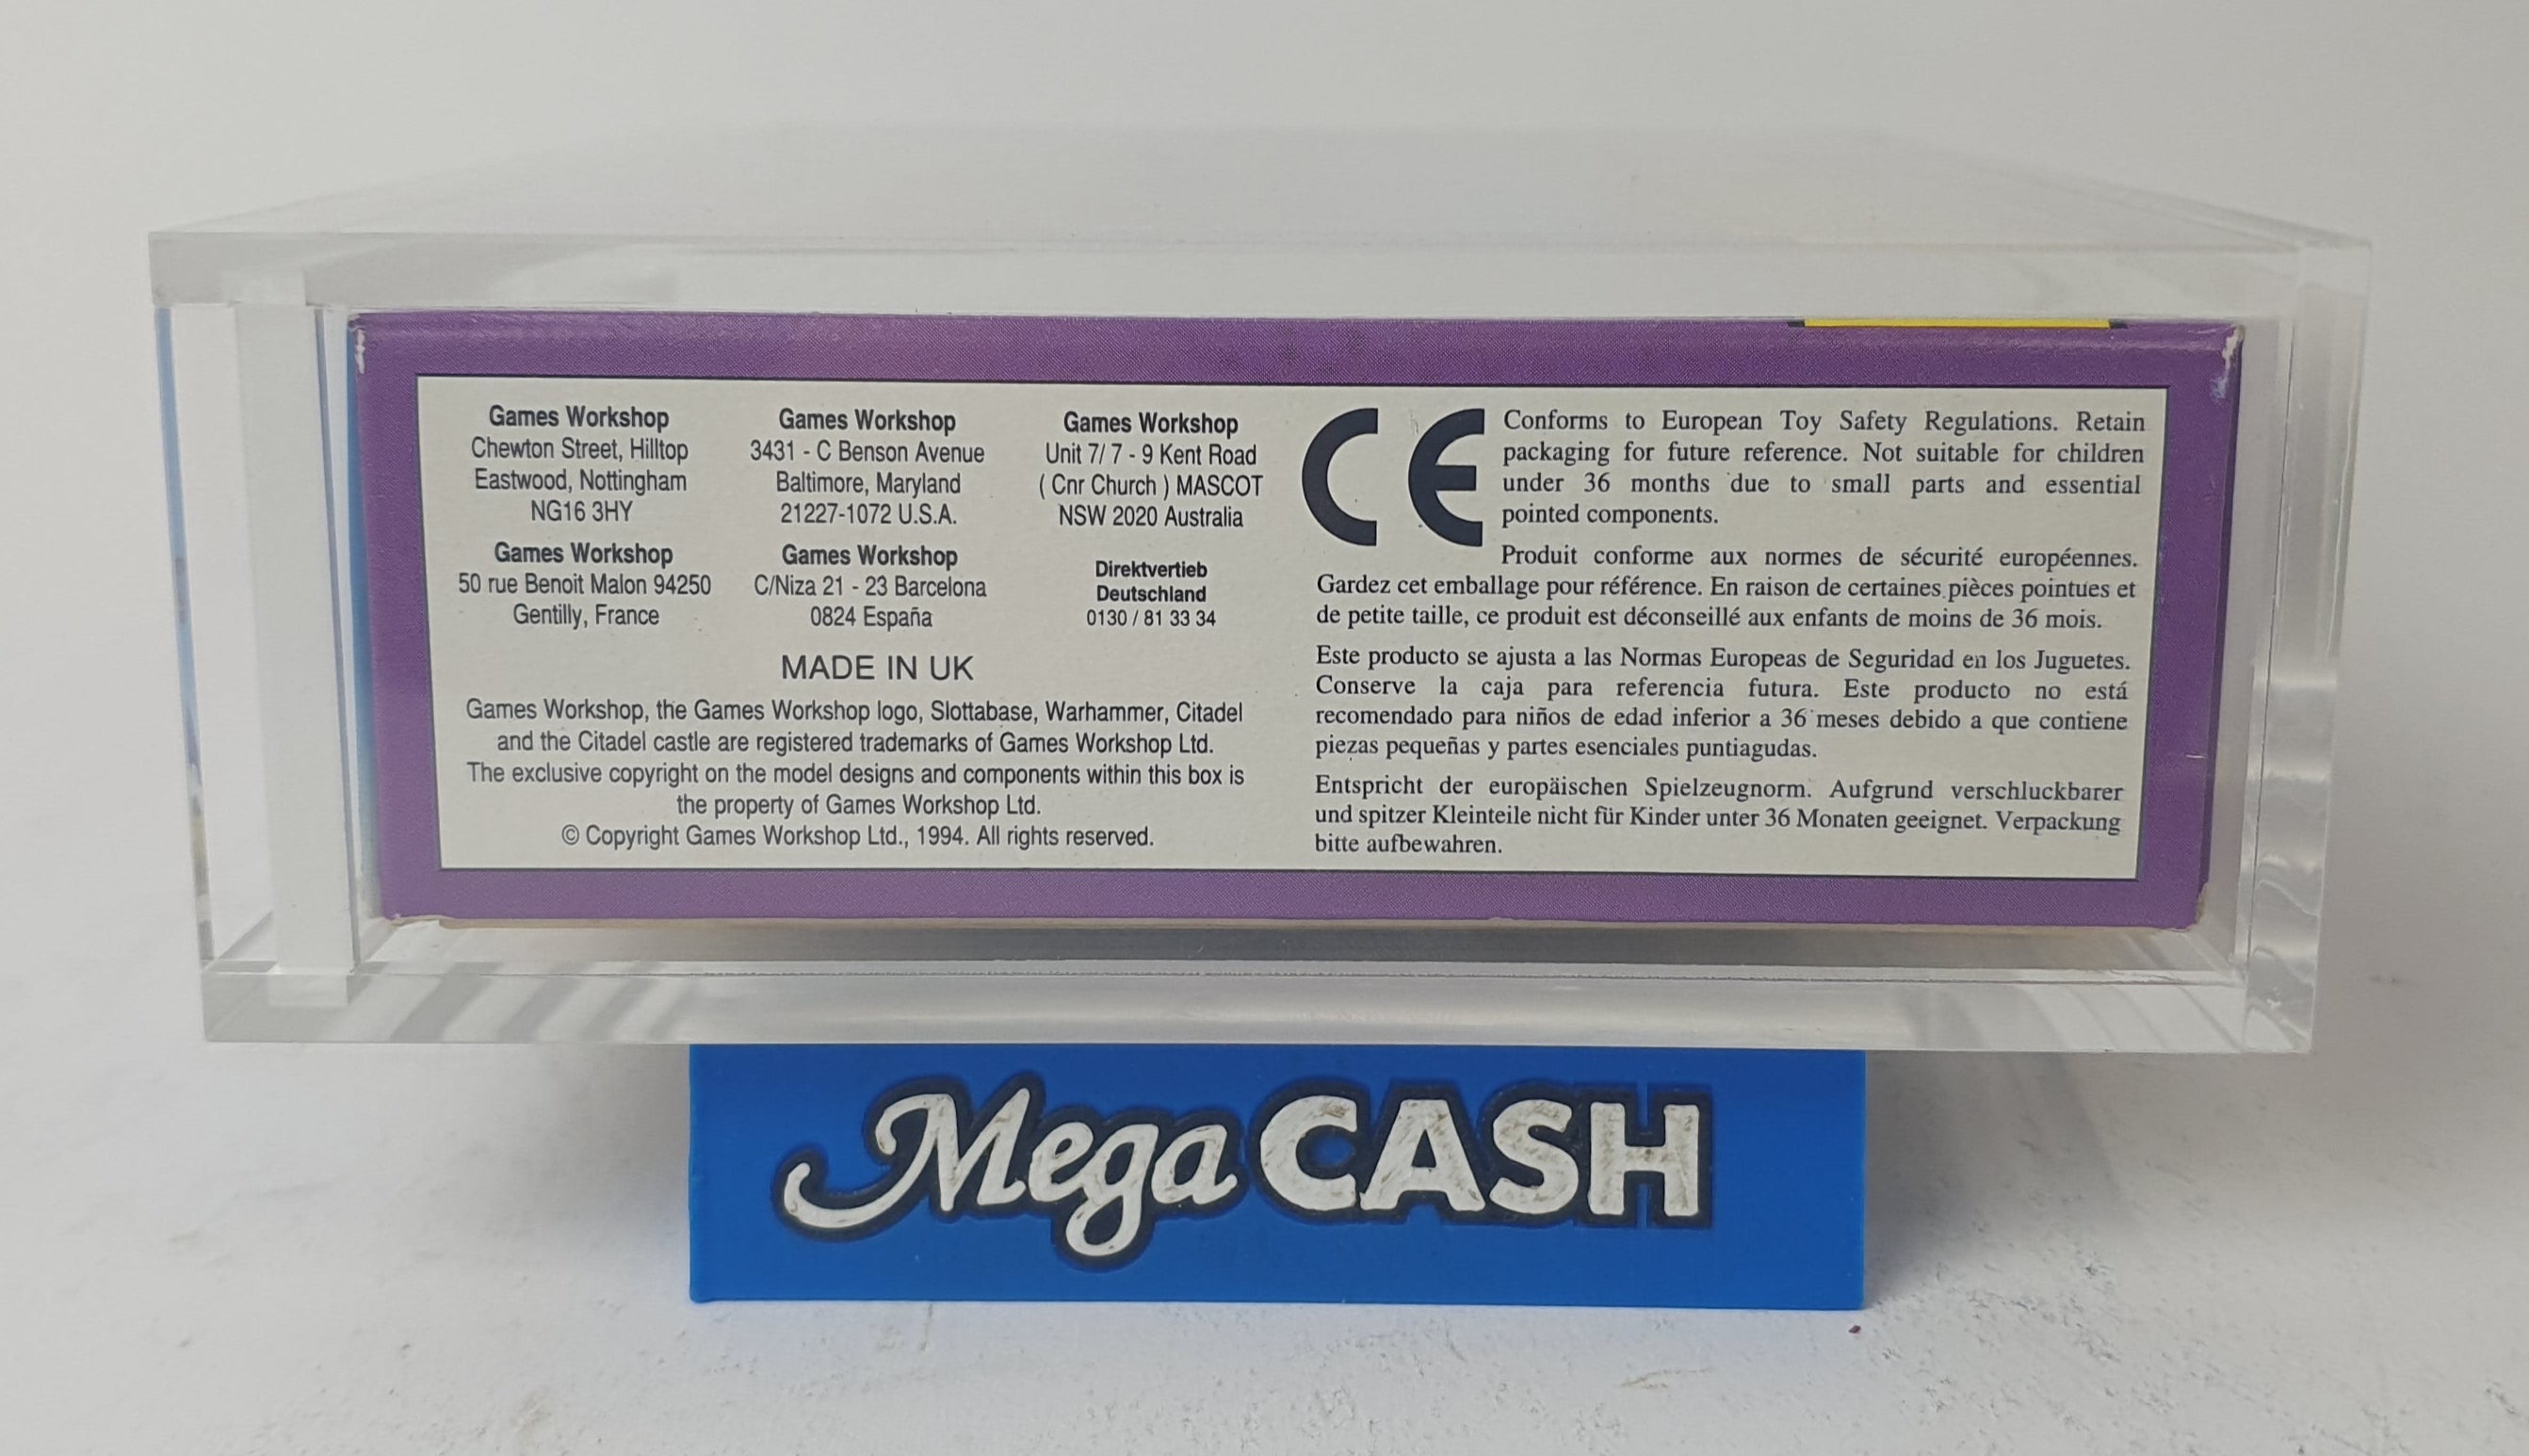 Games Workshop
Chewton Street, Hilltop
Eastwood, Nottingham
NG16 3HY
Games Workshop
3431 - C Benson Avenue
Baltimore, Maryland
21227-1072 U.S.A.
Games Workshop
Unit 7/ 7 - 9 Kent Road
( Cnr Church ) MASCOT
NSW 2020 Australia
Games Workshop
50 rue Benoit Malon 94250
Gentilly, France
Games Workshop
C/Niza 21 - 23 Barcelona
0824 España
Direktvertieb
Deutschland
0130 / 81 33 34
MADE IN UK
Games Workshop, the Games Workshop logo, Slottabase, Warhammer, Citadel
and the Citadel castle are registered trademarks of Games Workshop Ltd.
The exclusive copyright on the model designs and components within this box is
the property of Games Workshop Ltd.
© Copyright Games Workshop Ltd., 1994. All rights reserved.
CE
Conforms to European Toy Safety Regulations. Retain
packaging for future reference. Not suitable for children
under 36 months due to small parts and essential
pointed components.
Produit conforme aux normes de sécurité européennes.
Gardez cet emballage pour référence. En raison de certaines pièces pointues et
de petite taille, ce produit est déconseillé aux enfants de moins de 36 mois.
Este producto se ajusta a las Normas Europeas de Seguridad en los Juguetes.
Conserve la caja para referencia futura. Este producto no está
recomendado para niños de edad inferior a 36 meses debido a que contiene
piezas pequeñas y partes esenciales puntiagudas.
Entspricht der europäischen Spielzeugnorm. Aufgrund verschluckbarer
und spitzer Kleinteile nicht für Kinder unter 36 Monaten geeignet. Verpackung
bitte aufbewahren.
Mega CASH